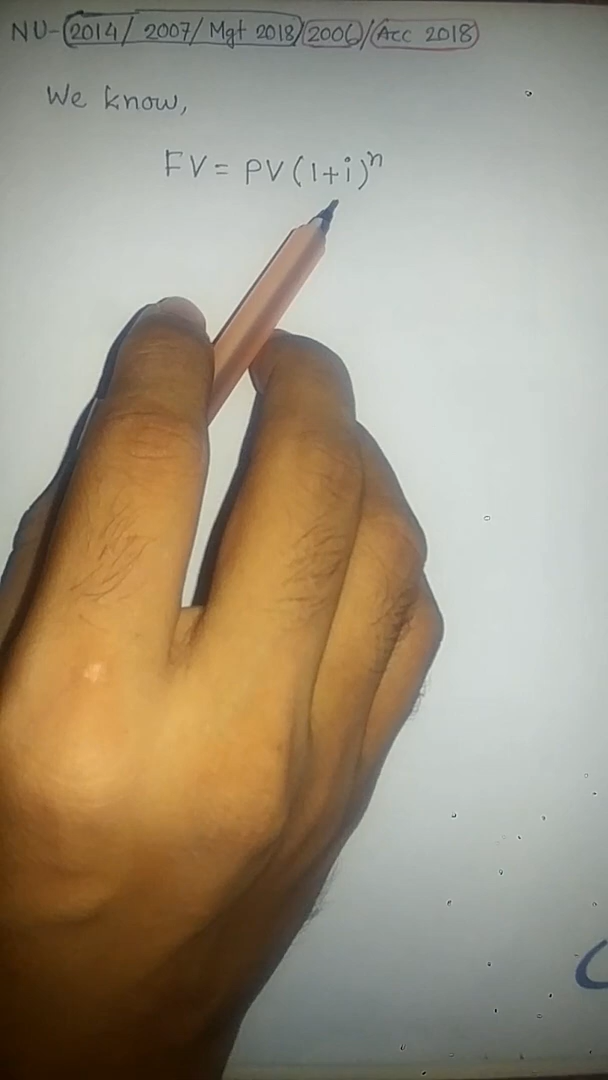 NU-(2014/ 2007/ Mgt 2018)/(2006)/(Acc 2018)
We know,
FV = PV(1+i)ⁿ